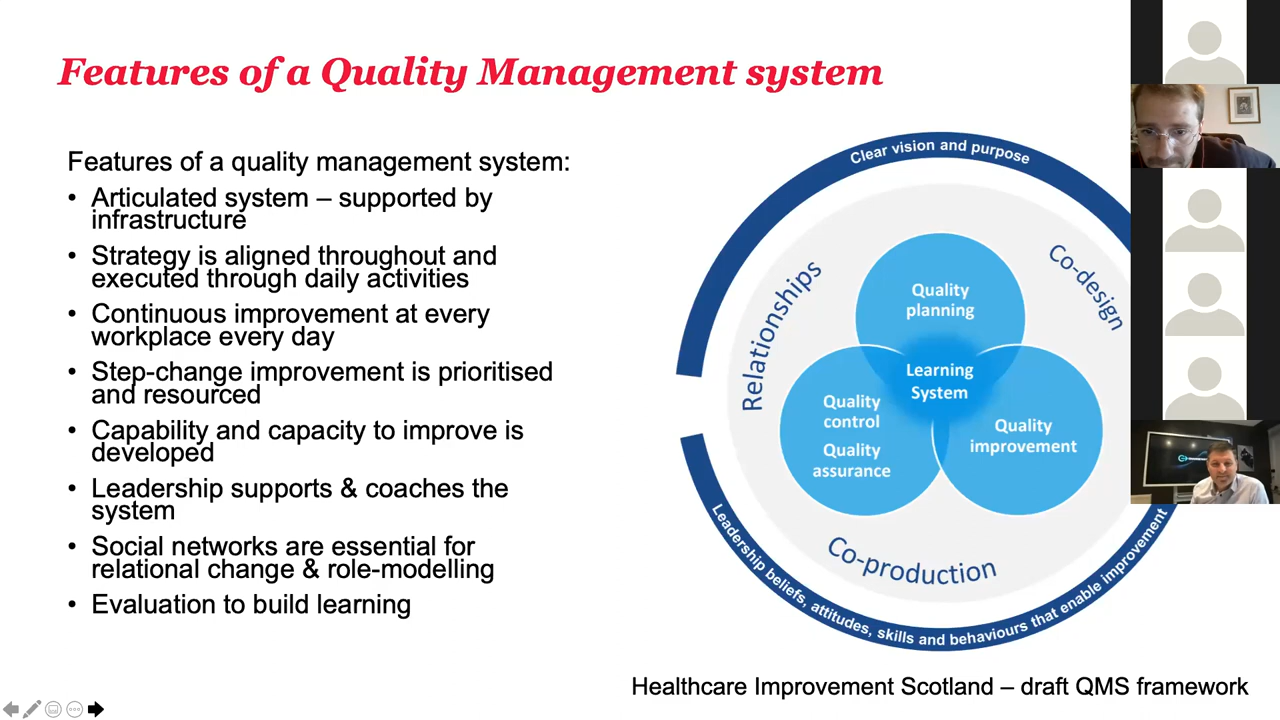 Features of a Quality Management system
Features of a quality management system:
• Articulated system – supported by
infrastructure
• Strategy is aligned throughout and
executed through daily activities
• Continuous improvement at every
workplace every day
• Step-change improvement is prioritised
and resourced
• Capability and capacity to improve is
developed
• Leadership supports & coaches the
system
• Social networks are essential for
relational change & role-modelling
• Evaluation to build learning
Clear vision and purpose
Relationships
Co-design
Quality
planning
Learning
System
Quality
control
Quality
assurance
Quality
improvement
Co-production
Leadership beliefs, attitudes, skills and behaviours that enable improvement
Healthcare Improvement Scotland – draft QMS framework